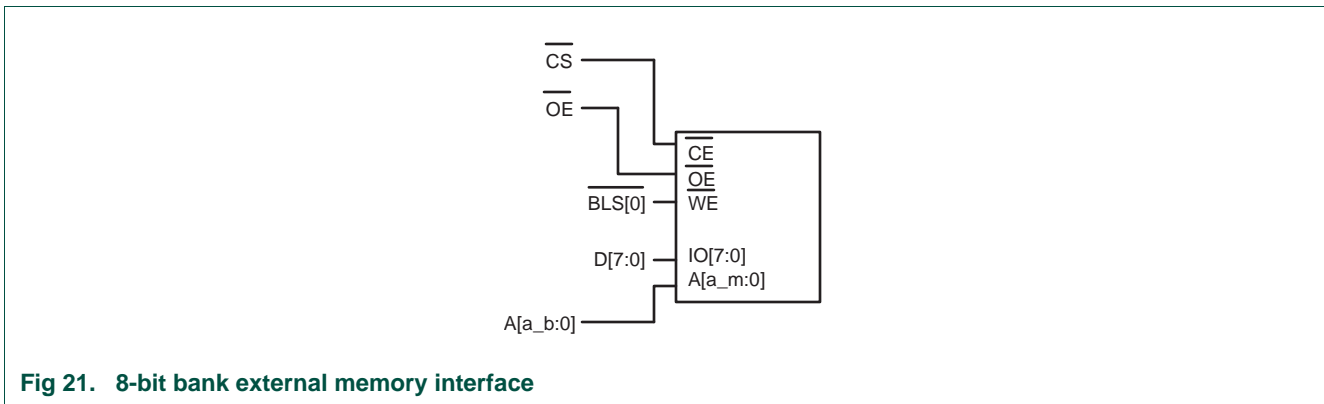 CS
OE
CE
OE
BLS[0]
WE
D[7:0]
IO[7:0]
A[a_m:0]
A[a_b:0]
Fig 21. 8-bit bank external memory interface